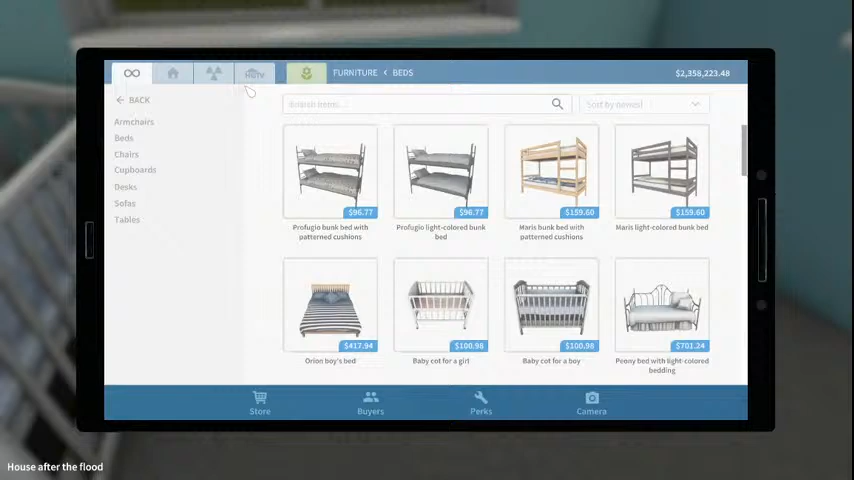 HGTV
FURNITURE < BEDS
$2,358,223.48
BACK
Search items...
Sort by newest
Armchairs
Beds
Chairs
Cupboards
Desks
Sofas
Tables
$96.77
$96.77
$159.60
$159.60
Profugio bunk bed with patterned cushions
Profugio light-colored bunk bed
Maris bunk bed with patterned cushions
Maris light-colored bunk bed
$417.94
$100.98
$100.98
$701.24
Orion boy's bed
Baby cot for a girl
Baby cot for a boy
Peony bed with light-colored bedding
Store
Buyers
Perks
Camera
House after the flood